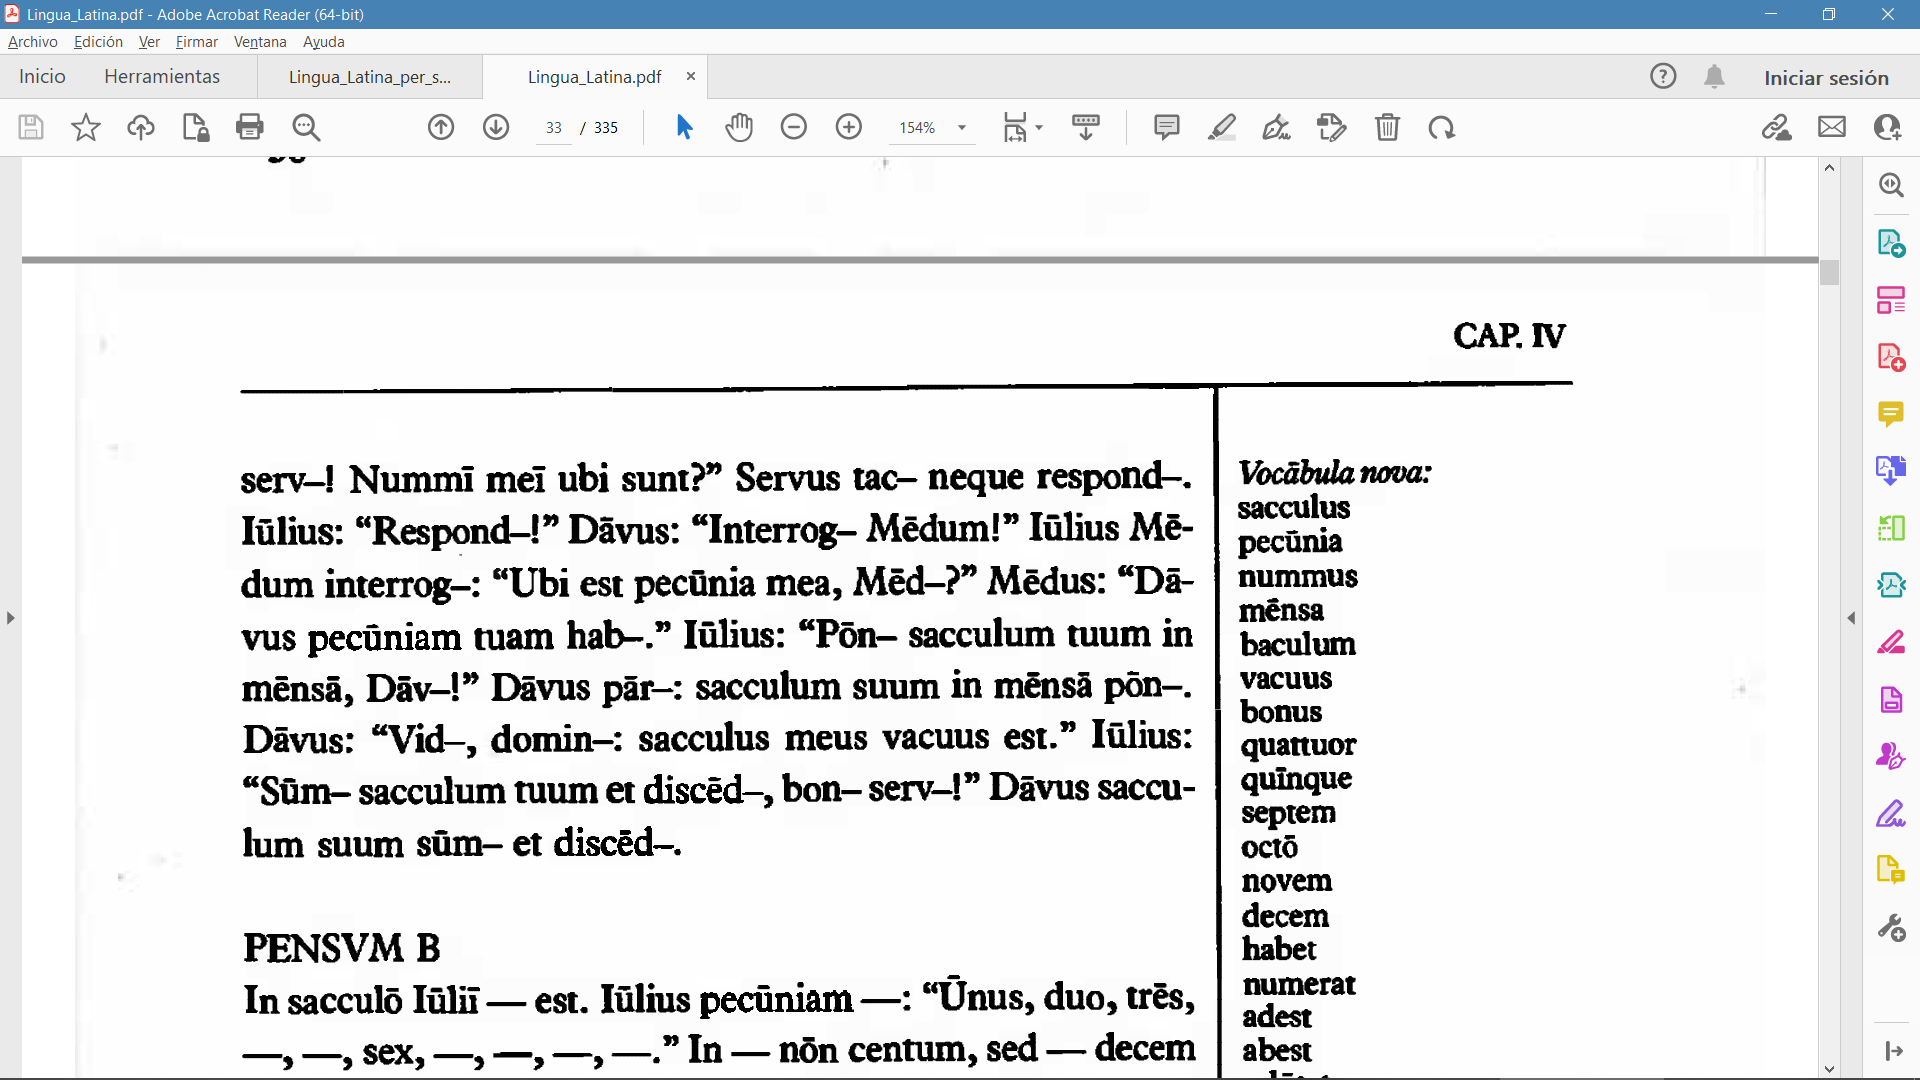 Lingua_Latina.pdf - Adobe Acrobat Reader (64-bit)
Archivo Edición Ver Firmar Ventana Ayuda
Inicio Herramientas Lingua_Latina_per_s... Lingua_Latina.pdf × Iniciar sesión
33 / 335 154%
CAP. IV
serv–! Nummī meī ubi sunt?” Servus tac– neque respond–.
Iūlius: “Respond–!” Dāvus: “Interrog– Mēdum!” Iūlius Mē-
dum interrog–: “Ubi est pecūnia mea, Mēd–?” Mēdus: “Dā-
vus pecūniam tuam hab–.” Iūlius: “Pōn– sacculum tuum in
mēnsā, Dāv–!” Dāvus pār–: sacculum suum in mēnsā pōn–.
Dāvus: “Vid–, domin–: sacculus meus vacuus est.” Iūlius:
“Sūm– sacculum tuum et discēd–, bon– serv–!” Dāvus saccu-
lum suum sūm– et discēd–.
PENSVM B
In sacculō Iūliī — est. Iūlius pecūniam —: “Ūnus, duo, trēs,
—, —, sex, —, —, —, —.” In — nōn centum, sed — decem
Vocābula nova:
sacculus
pecūnia
nummus
mēnsa
baculum
vacuus
bonus
quattuor
quīnque
septem
octō
novem
decem
habet
numerat
adest
abest